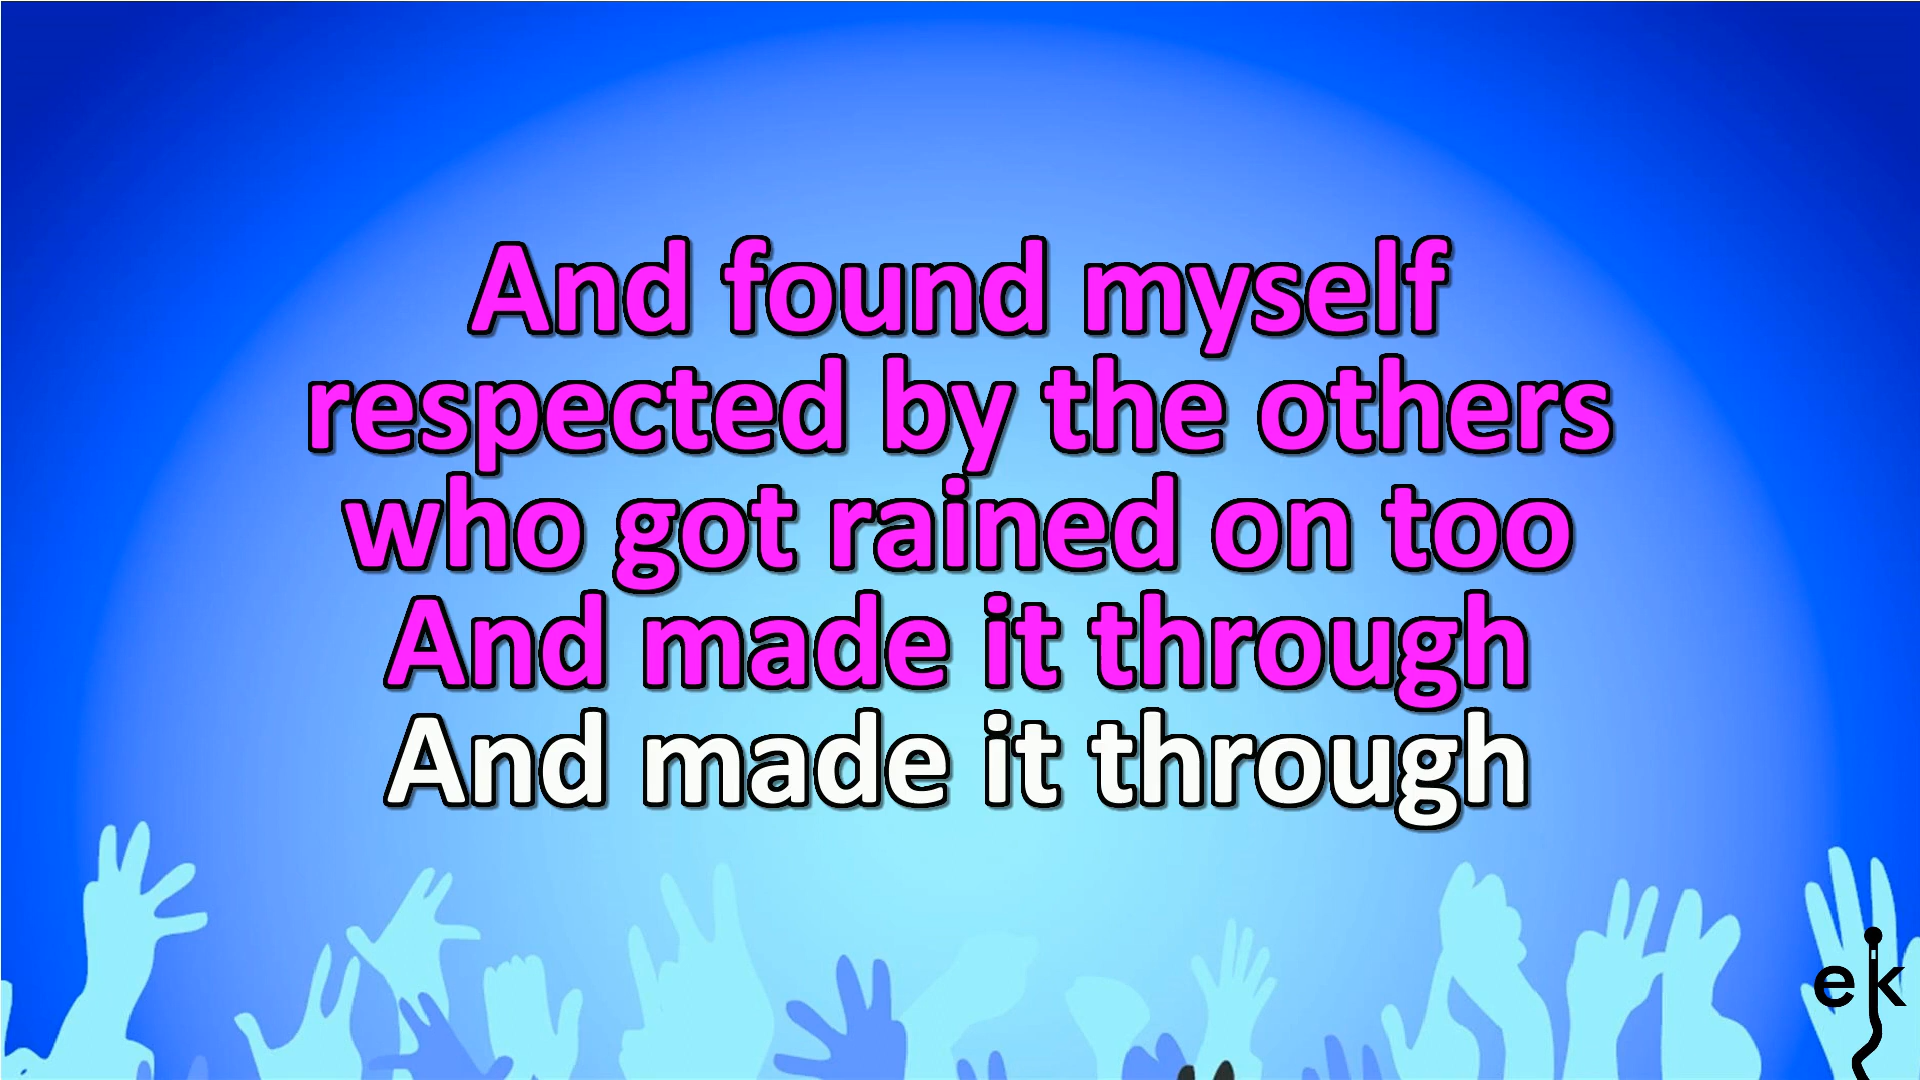 And found myself
respected by the others
who got rained on too
And made it through
And made it through
ek